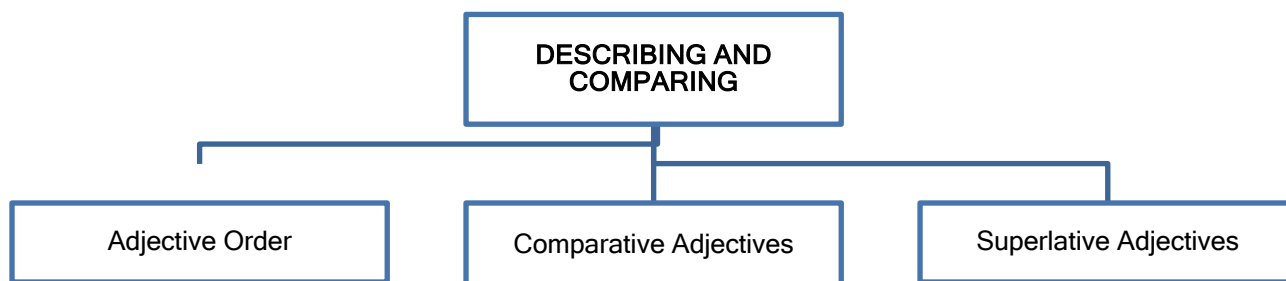 DESCRIBING AND
COMPARING
Adjective Order
Comparative Adjectives
Superlative Adjectives